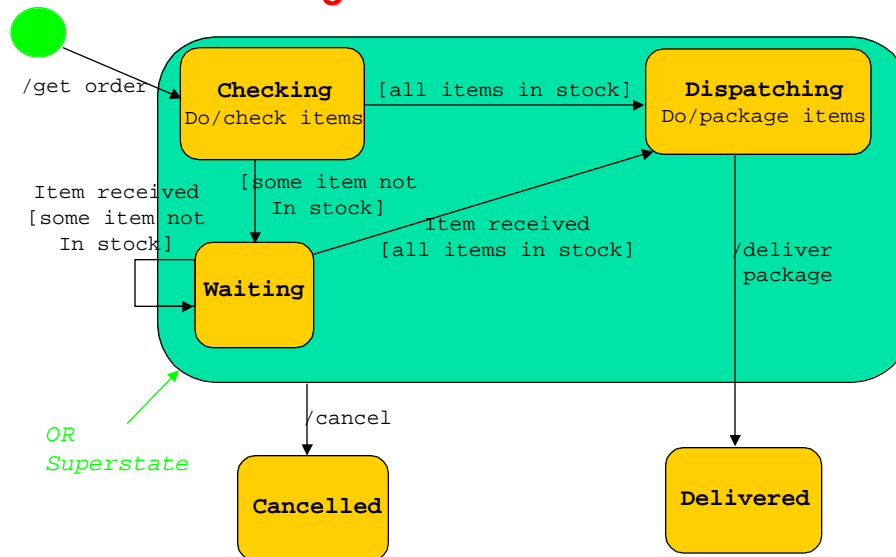 Checking
Do/check items
[all items in stock]
Dispatching
Do/package items
/get order
Item received
[some item not
In stock]
[some item not
In stock]
Item received
[all items in stock]
/deliver
package
Waiting
OR
Superstate
/cancel
Cancelled
Delivered